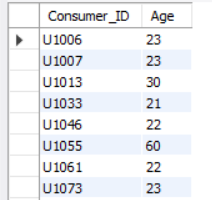 Consumer_ID Age
U1006 23
U1007 23
U1013 30
U1033 21
U1046 22
U1055 60
U1061 22
U1073 23